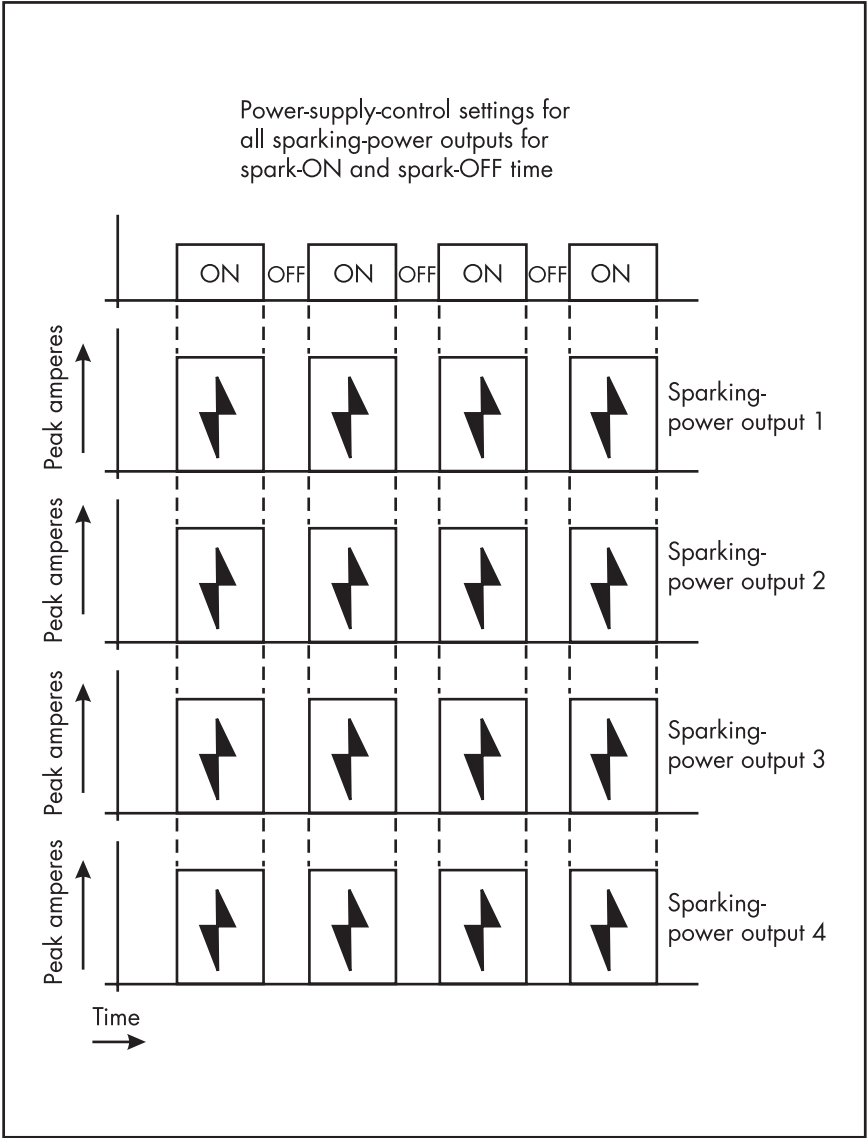 Power-supply-control settings for
all sparking-power outputs for
spark-ON and spark-OFF time
ON OFF ON OFF ON OFF ON
Peak amperes
Sparking-
power output 1
Peak amperes
Sparking-
power output 2
Peak amperes
Sparking-
power output 3
Peak amperes
Sparking-
power output 4
Time